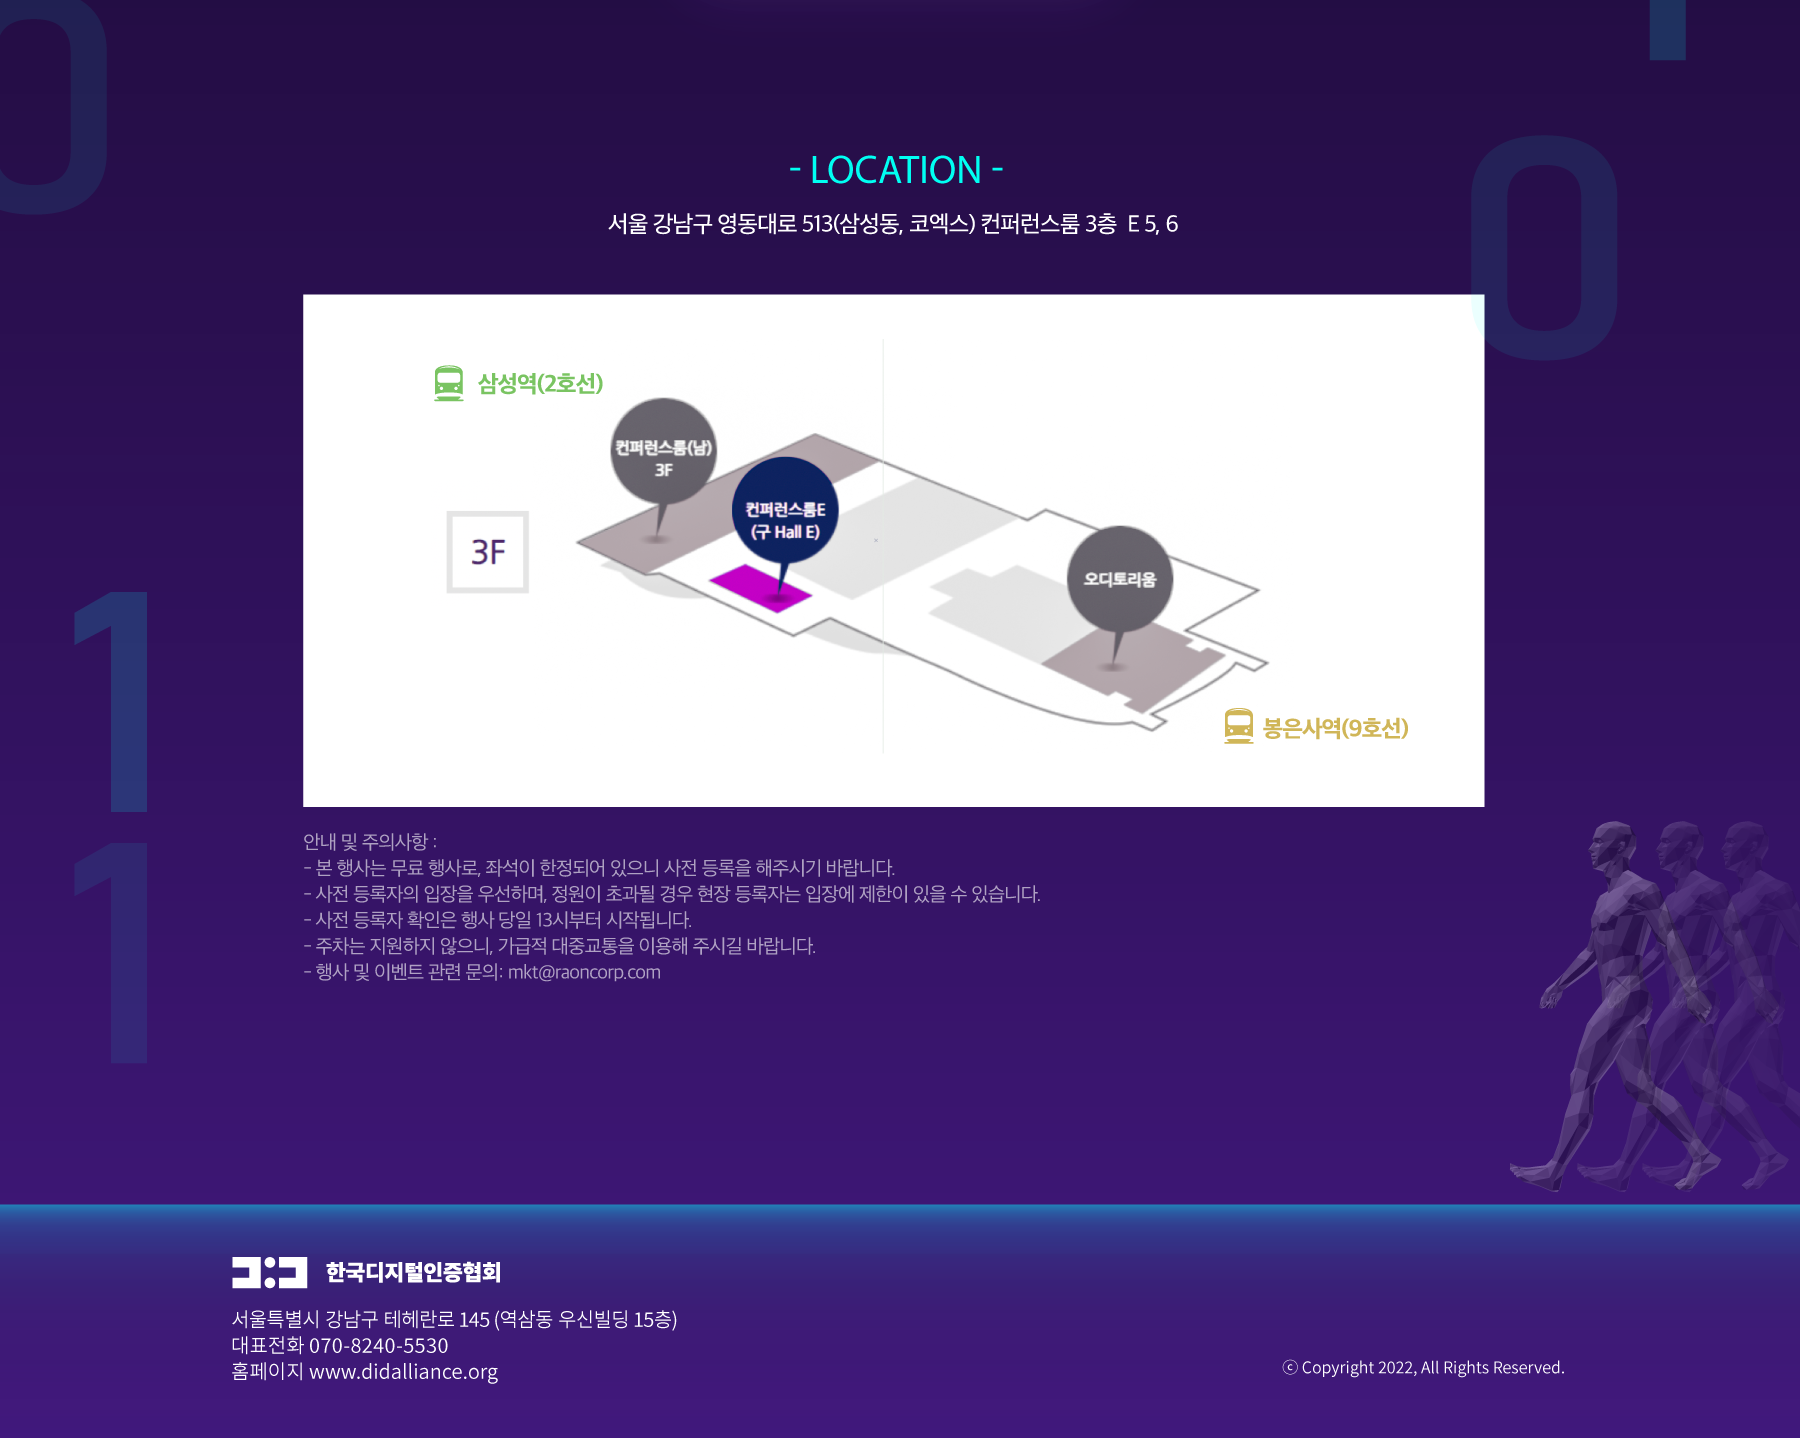 - LOCATION -
서울 강남구 영동대로 513(삼성동, 코엑스) 컨퍼런스룸 3층 E 5, 6
삼성역(2호선)
컨퍼런스룸(남)
3F
컨퍼런스룸E
(구 Hall E)
3F
오디토리움
봉은사역(9호선)
안내 및 주의사항 :
- 본 행사는 무료 행사로, 좌석이 한정되어 있으니 사전 등록을 해주시기 바랍니다.
- 사전 등록자의 입장을 우선하며, 정원이 초과될 경우 현장 등록자는 입장에 제한이 있을 수 있습니다.
- 사전 등록자 확인은 행사 당일 13시부터 시작됩니다.
- 주차는 지원하지 않으니, 가급적 대중교통을 이용해 주시길 바랍니다.
- 행사 및 이벤트 관련 문의: mkt@raoncorp.com
한국디지털인증협회
서울특별시 강남구 테헤란로 145 (역삼동 우신빌딩 15층)
대표전화 070-8240-5530
홈페이지 www.didalliance.org
ⓒ Copyright 2022, All Rights Reserved.
0
1
0
1
1